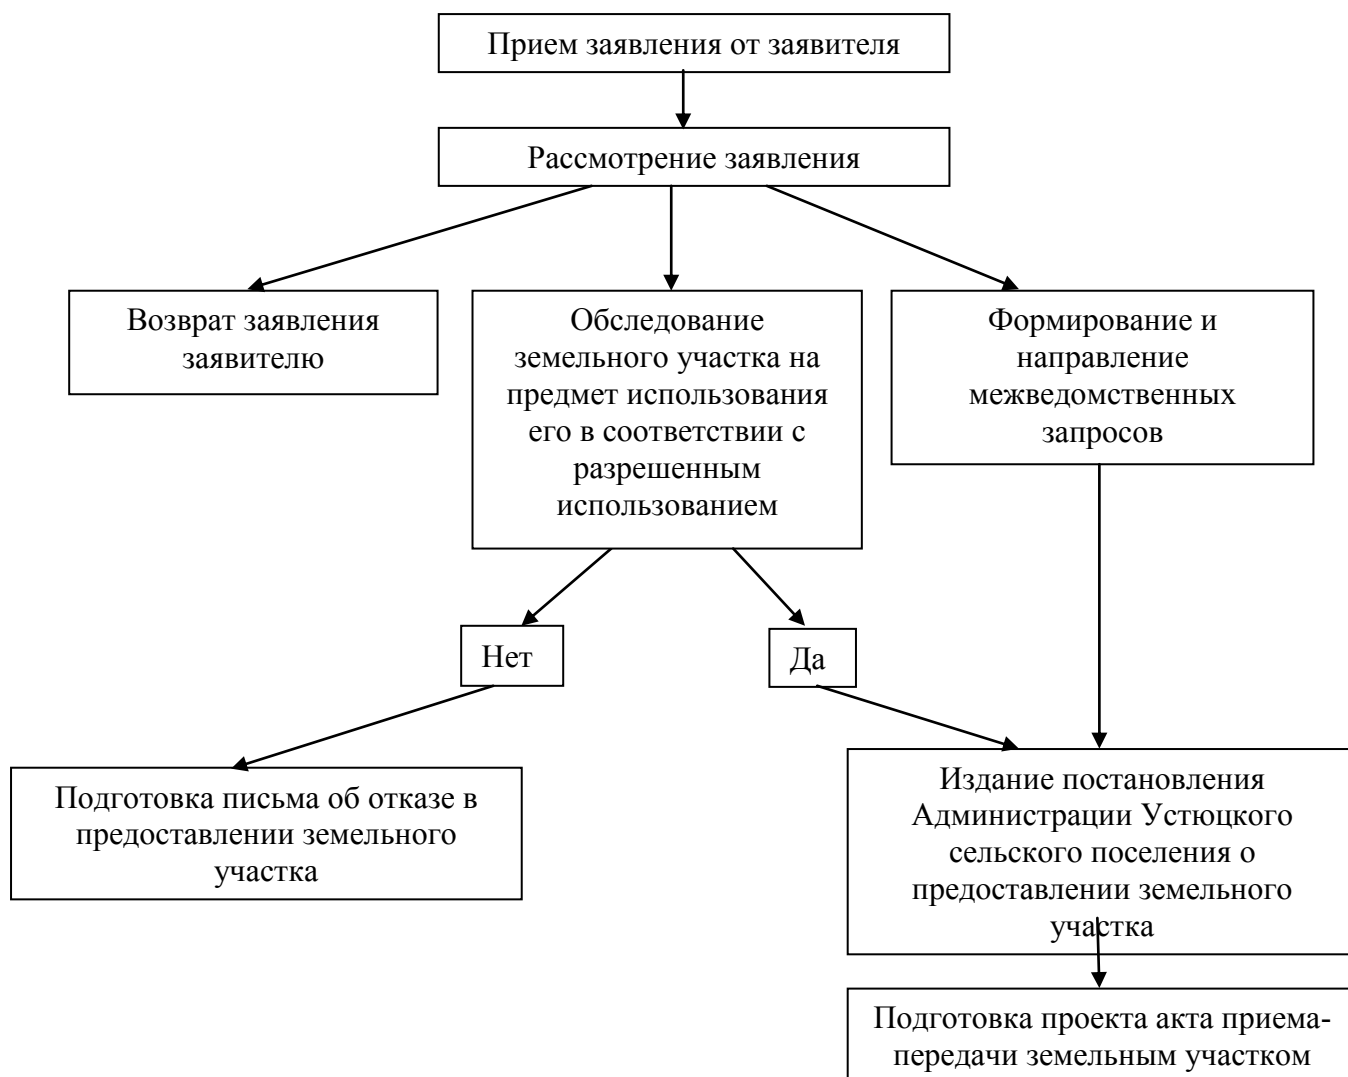 Прием заявления от заявителя
Рассмотрение заявления
Возврат заявления
заявителю
Обследование
земельного участка на
предмет использования
его в соответствии с
разрешенным
использованием
Формирование и
направление
межведомственных
запросов
Нет
Да
Подготовка письма об отказе в
предоставлении земельного
участка
Издание постановления
Администрации Устюцкого
сельского поселения о
предоставлении земельного
участка
Подготовка проекта акта приема-
передачи земельным участком